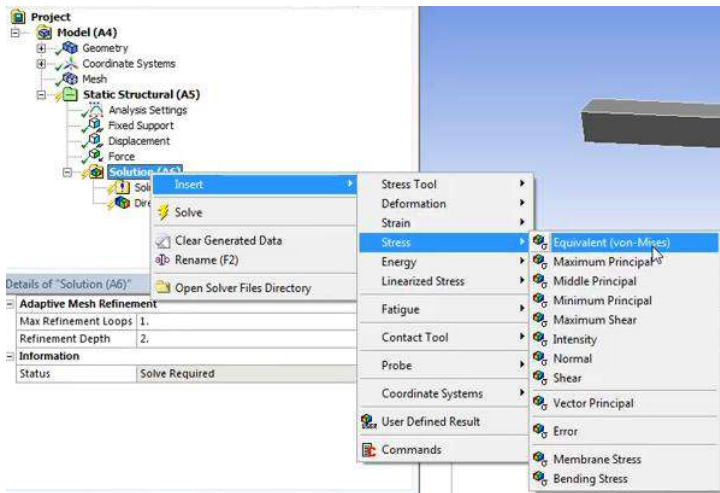 Project
Model (A4)
Geometry
Coordinate Systems
Mesh
Static Structural (A5)
Analysis Settings
Fixed Support
Displacement
Force
Solution (A6)
Insert
Solve
Clear Generated Data
Rename (F2)
Open Solver Files Directory
Stress Tool
Deformation
Strain
Stress
Energy
Linearized Stress
Fatigue
Contact Tool
Probe
Coordinate Systems
User Defined Result
Commands
Equivalent (von-Mises)
Maximum Principal
Middle Principal
Minimum Principal
Maximum Shear
Intensity
Normal
Shear
Vector Principal
Error
Membrane Stress
Bending Stress
Details of "Solution (A6)"
Adaptive Mesh Refinement
Max Refinement Loops 1.
Refinement Depth 2.
Information
Status Solve Required